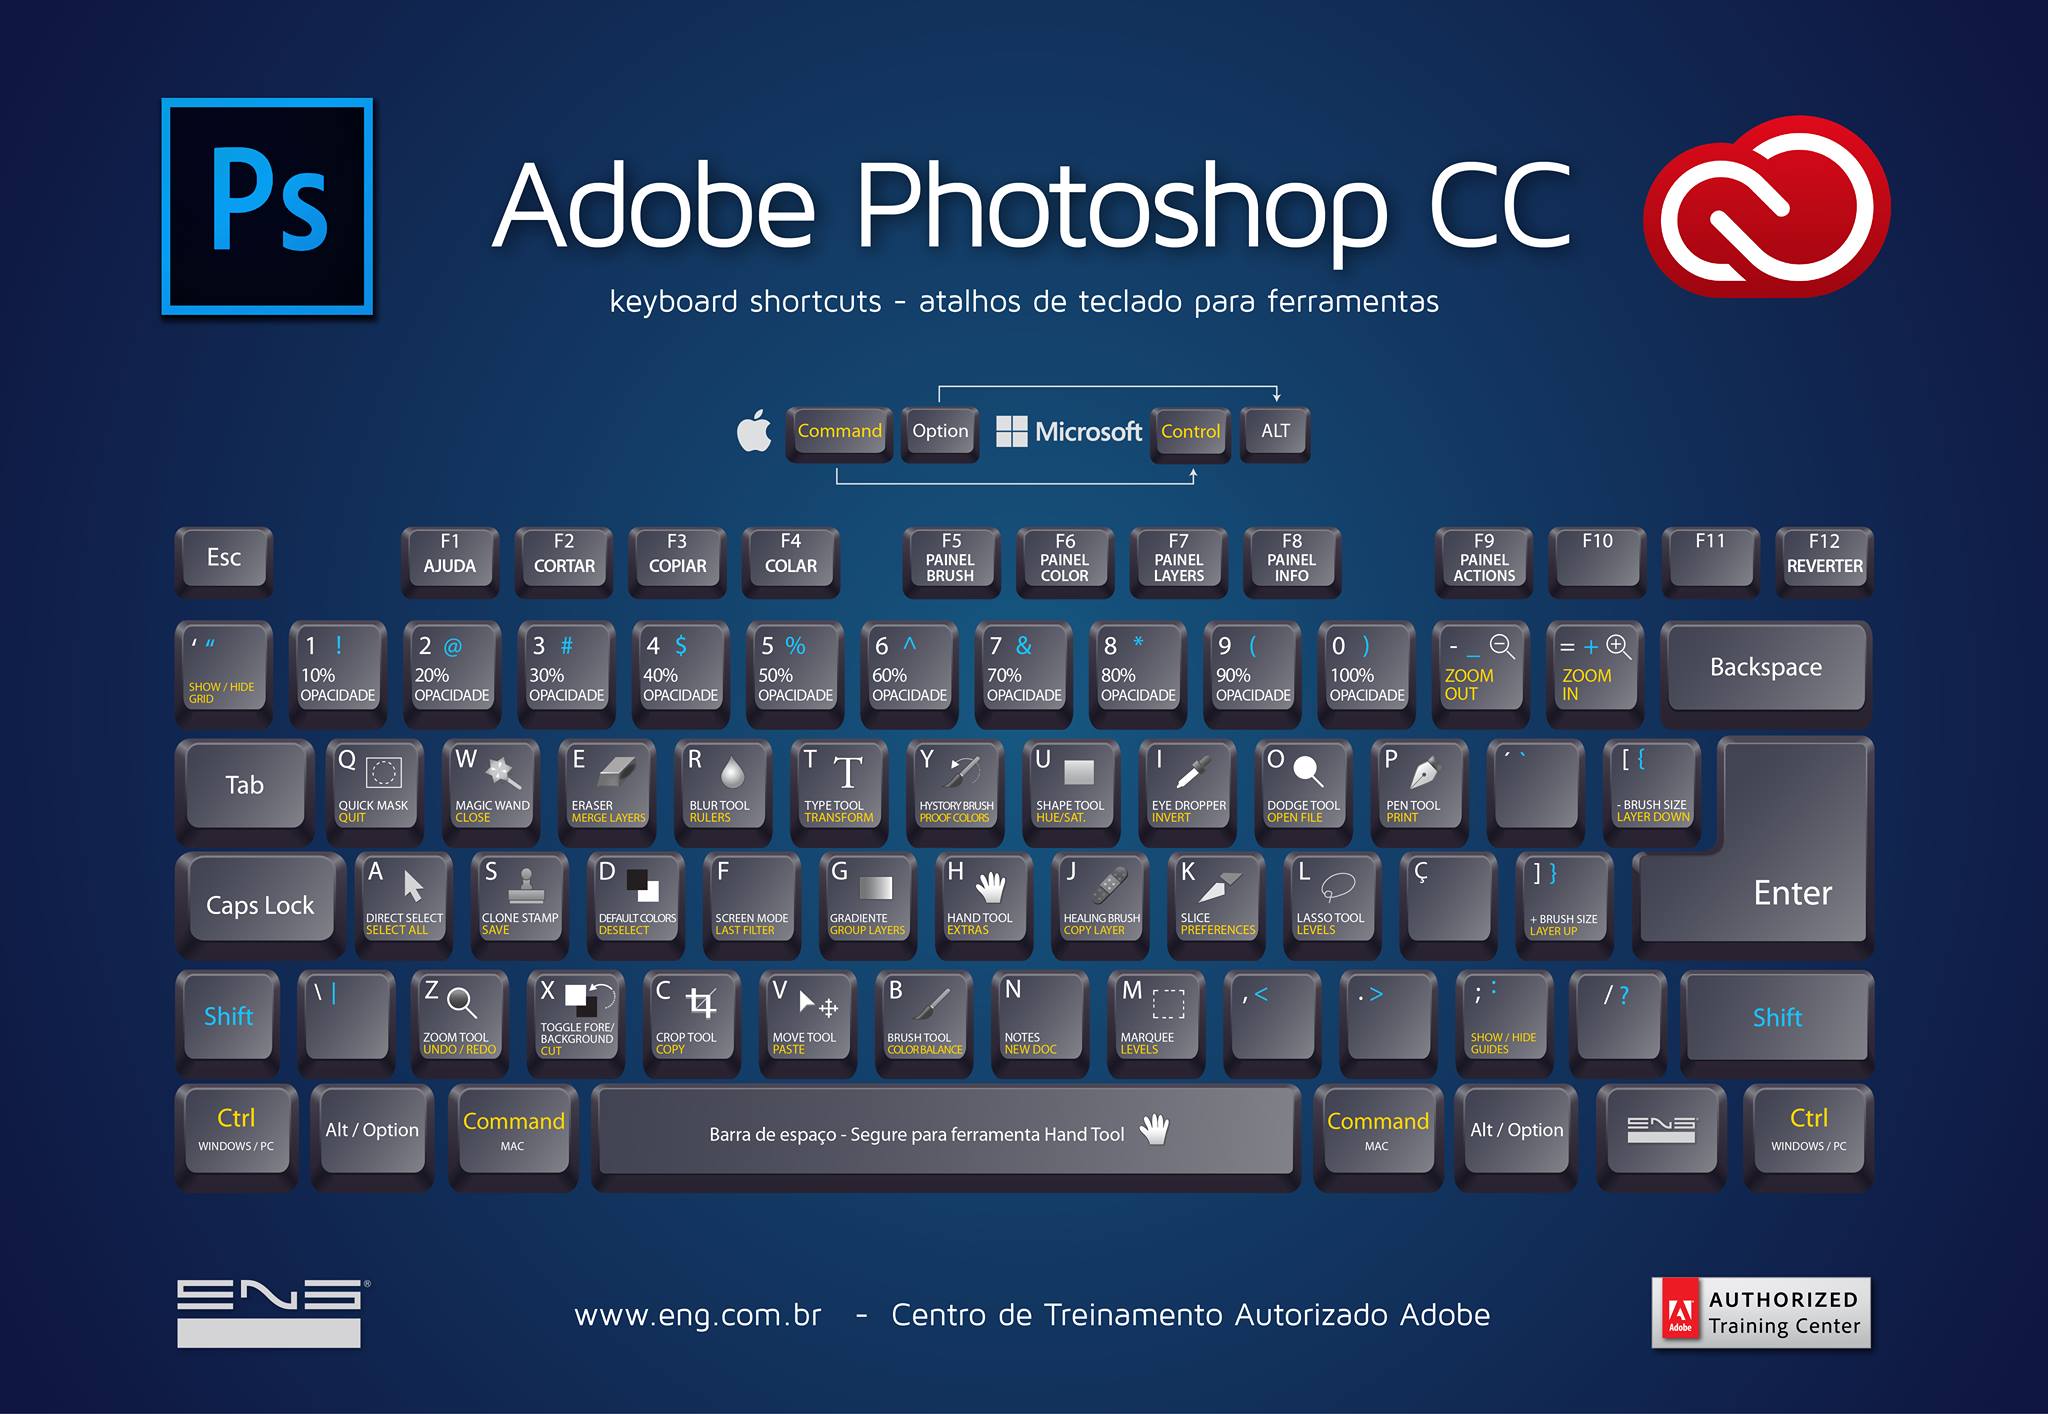 Ps
Adobe Photoshop CC
keyboard shortcuts - atalhos de teclado para ferramentas
Command Option Microsoft Control ALT
Esc
F1
AJUDA
F2
CORTAR
F3
COPIAR
F4
COLAR
F5
PAINEL
BRUSH
F6
PAINEL
COLOR
F7
PAINEL
LAYERS
F8
PAINEL
INFO
F9
PAINEL
ACTIONS
F10
F11
F12
REVERTER
‘ “
SHOW / HIDE
GRID
1 !
10%
OPACIDADE
2 @
20%
OPACIDADE
3 #
30%
OPACIDADE
4 $
40%
OPACIDADE
5 %
50%
OPACIDADE
6 ^
60%
OPACIDADE
7 &
70%
OPACIDADE
8 *
80%
OPACIDADE
9 (
90%
OPACIDADE
0 )
100%
OPACIDADE
- _
ZOOM
OUT
= +
ZOOM
IN
Backspace
Tab
Q
QUICK MASK
QUIT
W
MAGIC WAND
CLOSE
E
ERASER
MERGE LAYERS
R
BLUR TOOL
RULERS
T T
TYPE TOOL
TRANSFORM
Y
HYSTORY BRUSH
PROOF COLORS
U
SHAPE TOOL
HUE/SAT.
I
EYE DROPPER
INVERT
O
DODGE TOOL
OPEN FILE
P
PEN TOOL
PRINT
´ `
[ {
- BRUSH SIZE
LAYER DOWN
Enter
Caps Lock
A
DIRECT SELECT
SELECT ALL
S
CLONE STAMP
SAVE
D
DEFAULT COLORS
DESELECT
F
SCREEN MODE
LAST FILTER
G
GRADIENTE
GROUP LAYERS
H
HAND TOOL
EXTRAS
J
HEALING BRUSH
COPY LAYER
K
SLICE
PREFERENCES
L
LASSO TOOL
LEVELS
Ç
] }
+ BRUSH SIZE
LAYER UP
Shift
\ |
Z
ZOOM TOOL
UNDO / REDO
X
TOGGLE FORE/
BACKGROUND
CUT
C
CROP TOOL
COPY
V
MOVE TOOL
PASTE
B
BRUSH TOOL
COLOR BALANCE
N
NOTES
NEW DOC
M
MARQUEE
LEVELS
, <
. >
; :
SHOW / HIDE
GUIDES
/ ?
Shift
Ctrl
WINDOWS / PC
Alt / Option
Command
MAC
Barra de espaço - Segure para ferramenta Hand Tool
Command
MAC
Alt / Option
ENG
Ctrl
WINDOWS / PC
ENG®
www.eng.com.br - Centro de Treinamento Autorizado Adobe
Adobe
AUTHORIZED
Training Center